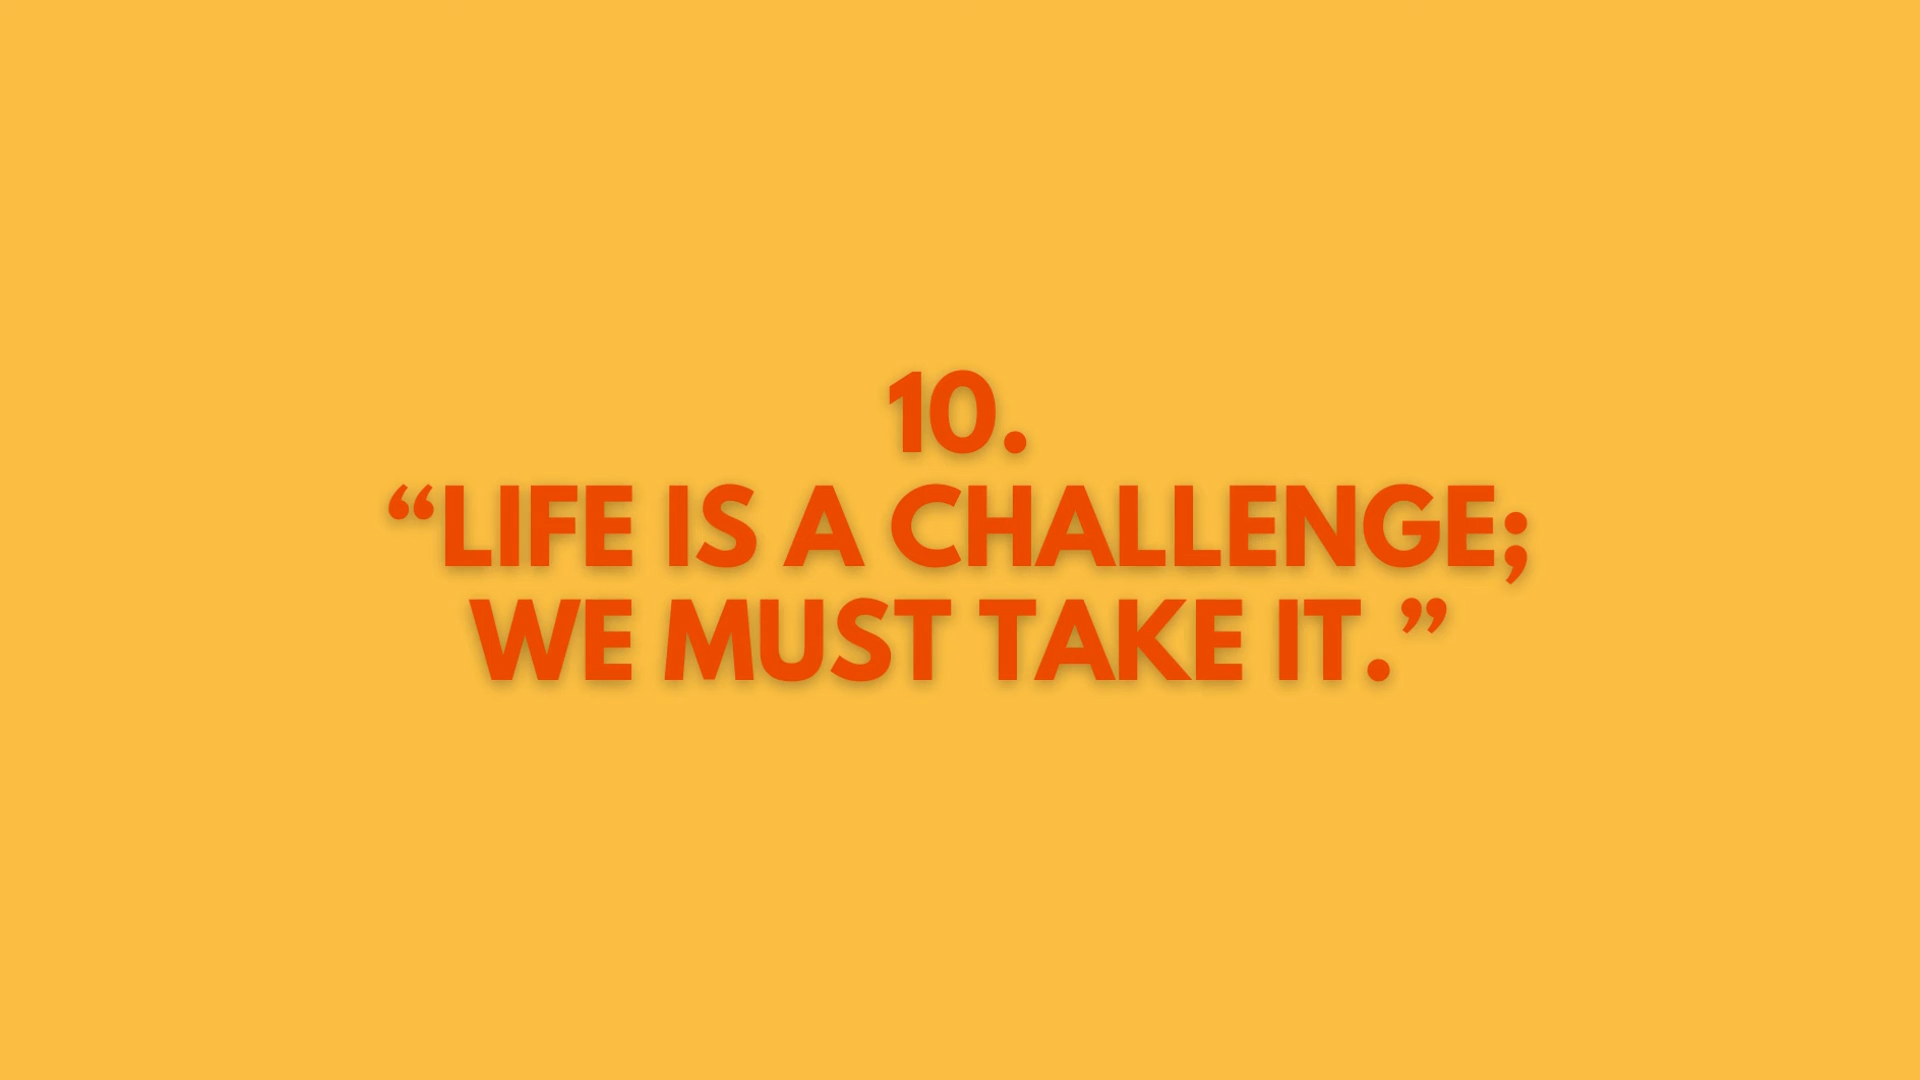 10.
“LIFE IS A CHALLENGE;
WE MUST TAKE IT.”